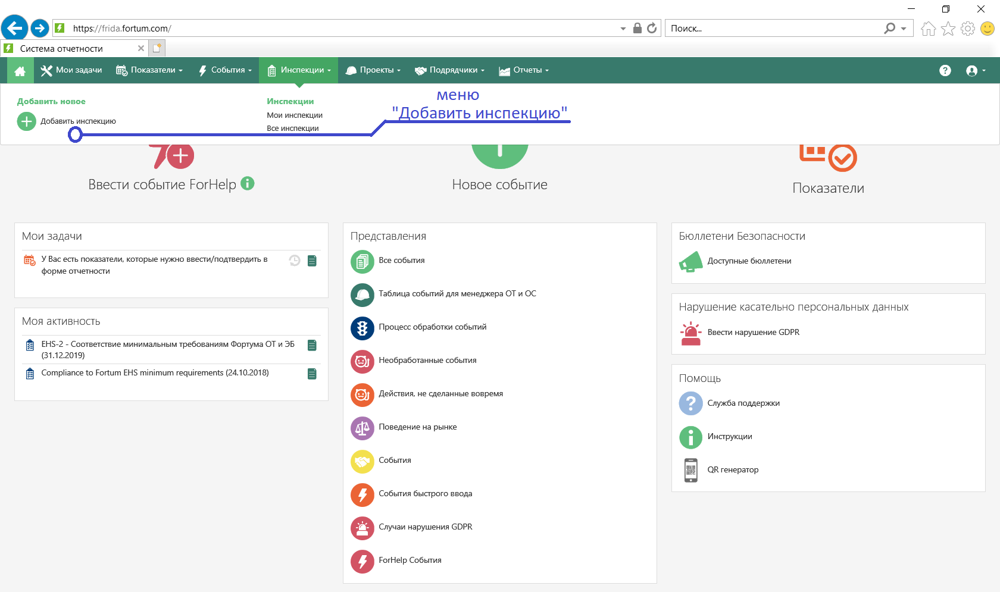 https://frida.fortum.com/
Поиск...
Система отчетности
Мои задачи
Показатели
События
Инспекции
Проекты
Подрядчики
Отчеты
Добавить новое
Добавить инспекцию
Инспекции
Мои инспекции
Все инспекции
меню
"Добавить инспекцию"
Ввести событие ForHelp
Новое событие
Показатели
Мои задачи
У Вас есть показатели, которые нужно ввести/подтвердить в
форме отчетности
Моя активность
EHS-2 - Соответствие минимальным требованиям Фортума ОТ и ЭБ
(31.12.2019)
Compliance to Fortum EHS minimum requirements (24.10.2018)
Представления
Все события
Таблица событий для менеджера ОТ и ОС
Процесс обработки событий
Необработанные события
Действия, не сделанные вовремя
Поведение на рынке
События
События быстрого ввода
Случаи нарушения GDPR
ForHelp События
Бюллетени Безопасности
Доступные бюллетени
Нарушение касательно персональных данных
Ввести нарушение GDPR
Помощь
Служба поддержки
Инструкции
QR генератор